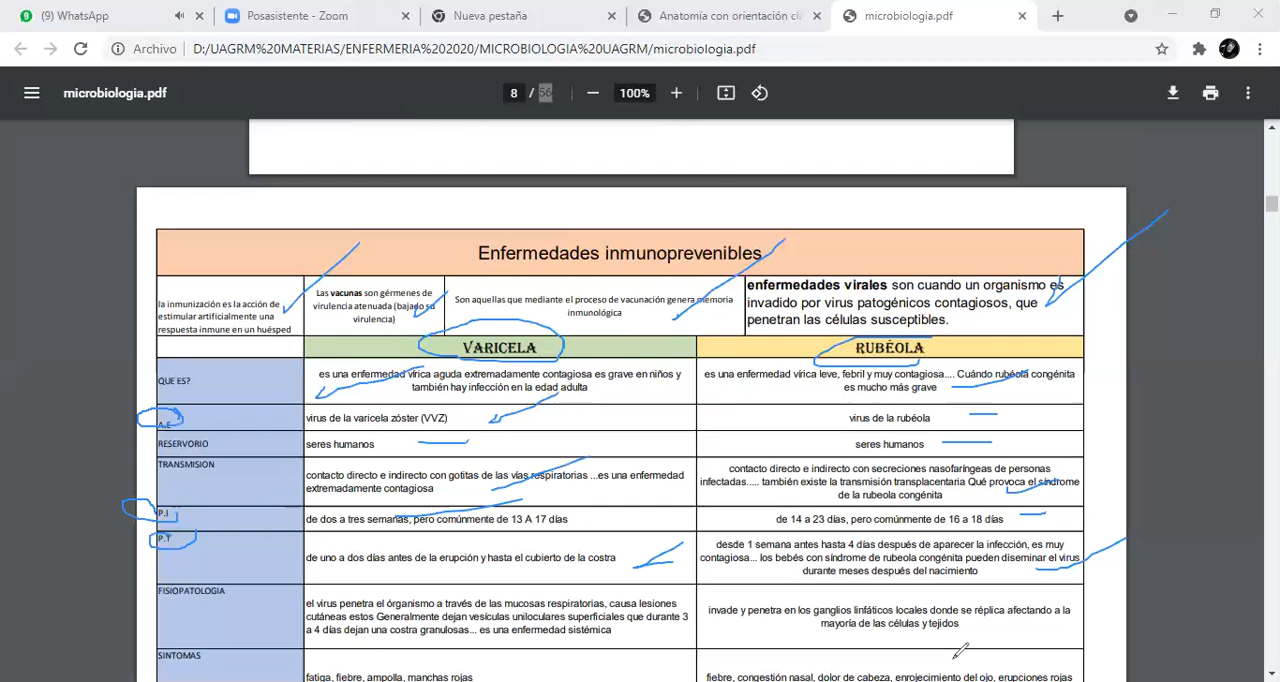 (9) WhatsApp
Posasistente - Zoom
Nueva pestaña
Anatomía con orientación cl
microbiologia.pdf
Archivo
D:/UAGRM%20MATERIAS/ENFERMERIA%202020/MICROBIOLOGIA%20UAGRM/microbiologia.pdf
microbiologia.pdf
8 / 56
100%
Enfermedades inmunoprevenibles
la inmunización es la acción de
estimular artificialmente una
respuesta inmune en un huésped
Las vacunas son gérmenes de
virulencia atenuada (bajado su
virulencia)
Son aquellas que mediante el proceso de vacunación genera memoria
inmunológica
enfermedades virales son cuando un organismo es
invadido por virus patogénicos contagiosos, que
penetran las células susceptibles.
VARICELA
RUBÉOLA
QUE ES?
es una enfermedad vírica aguda extremadamente contagiosa es grave en niños y
también hay infección en la edad adulta
es una enfermedad vírica leve, febril y muy contagiosa.... Cuándo rubéola congénita
es mucho más grave
A.E
virus de la varicela zóster (VVZ)
virus de la rubéola
RESERVORIO
seres humanos
seres humanos
TRANSMISION
contacto directo e indirecto con gotitas de las vías respiratorias ...es una enfermedad
extremadamente contagiosa
contacto directo e indirecto con secreciones nasofaríngeas de personas
infectadas..... también existe la transmisión transplacentaria Qué provoca el síndrome
de la rubeola congénita
P.I
de dos a tres semanas, pero comúnmente de 13 A 17 días
de 14 a 23 días, pero comúnmente de 16 a 18 días
P.T
de uno a dos días antes de la erupción y hasta el cubierto de la costra
desde 1 semana antes hasta 4 días después de aparecer la infección, es muy
contagiosa... los bebés con síndrome de rubeola congénita pueden diseminar el virus
durante meses después del nacimiento
FISIOPATOLOGIA
el virus penetra el órganismo a través de las mucosas respiratorias, causa lesiones
cutáneas estos Generalmente dejan vesículas uniloculares superficiales que durante 3
a 4 días dejan una costra granulosas... es una enfermedad sistémica
invade y penetra en los ganglios linfáticos locales donde se réplica afectando a la
mayoría de las células y tejidos
SINTOMAS
fatiga, fiebre, ampolla, manchas rojas
fiebre, congestión nasal, dolor de cabeza, enrojecimiento del ojo, erupciones rojas